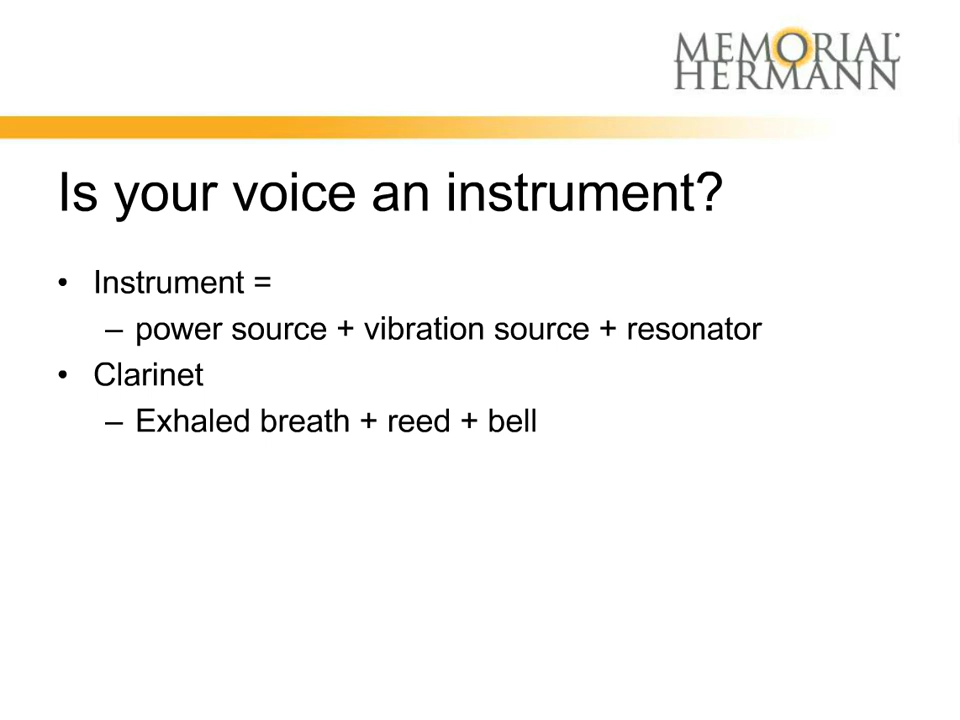 MEMORIAL
HERMANN
Is your voice an instrument?
• Instrument =
– power source + vibration source + resonator
• Clarinet
– Exhaled breath + reed + bell